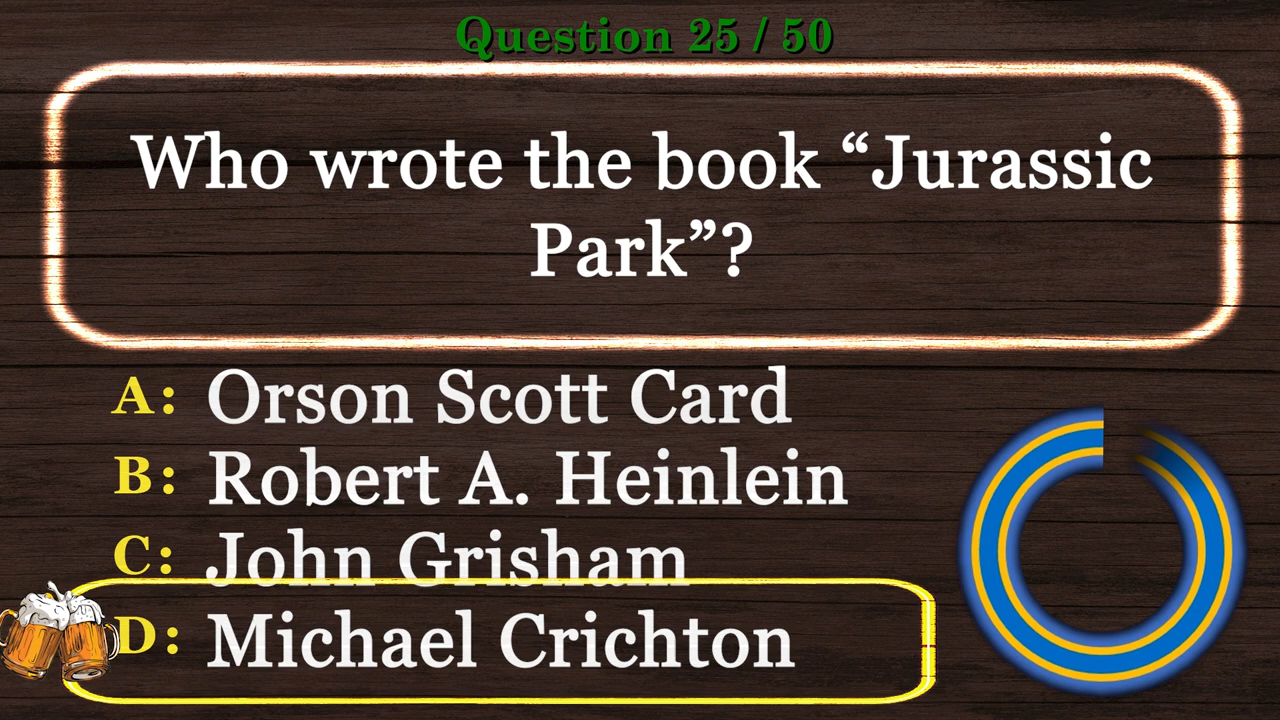 Question 25 / 50
Who wrote the book “Jurassic
Park”?
A: Orson Scott Card
B: Robert A. Heinlein
C: John Grisham
D: Michael Crichton